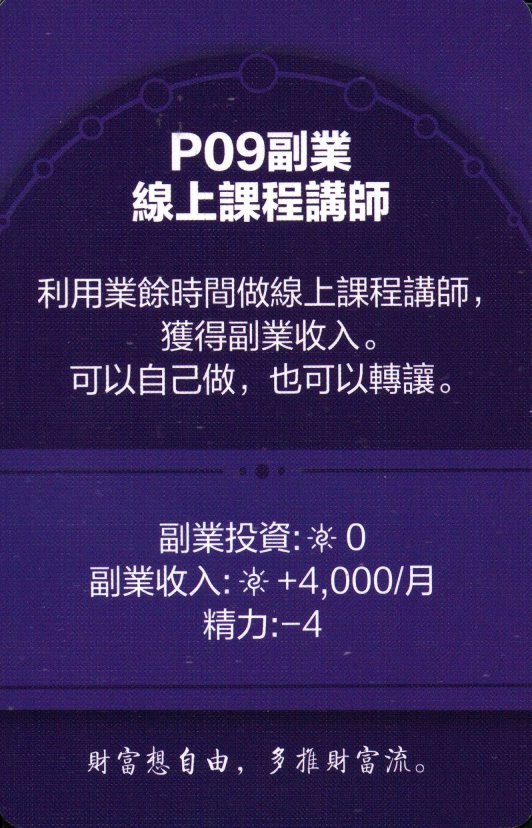 P09副業
線上課程講師
利用業餘時間做線上課程講師，
獲得副業收入。
可以自己做，也可以轉讓。
副業投資: 0
副業收入: +4,000/月
精力:-4
財富想自由，多推財富流。